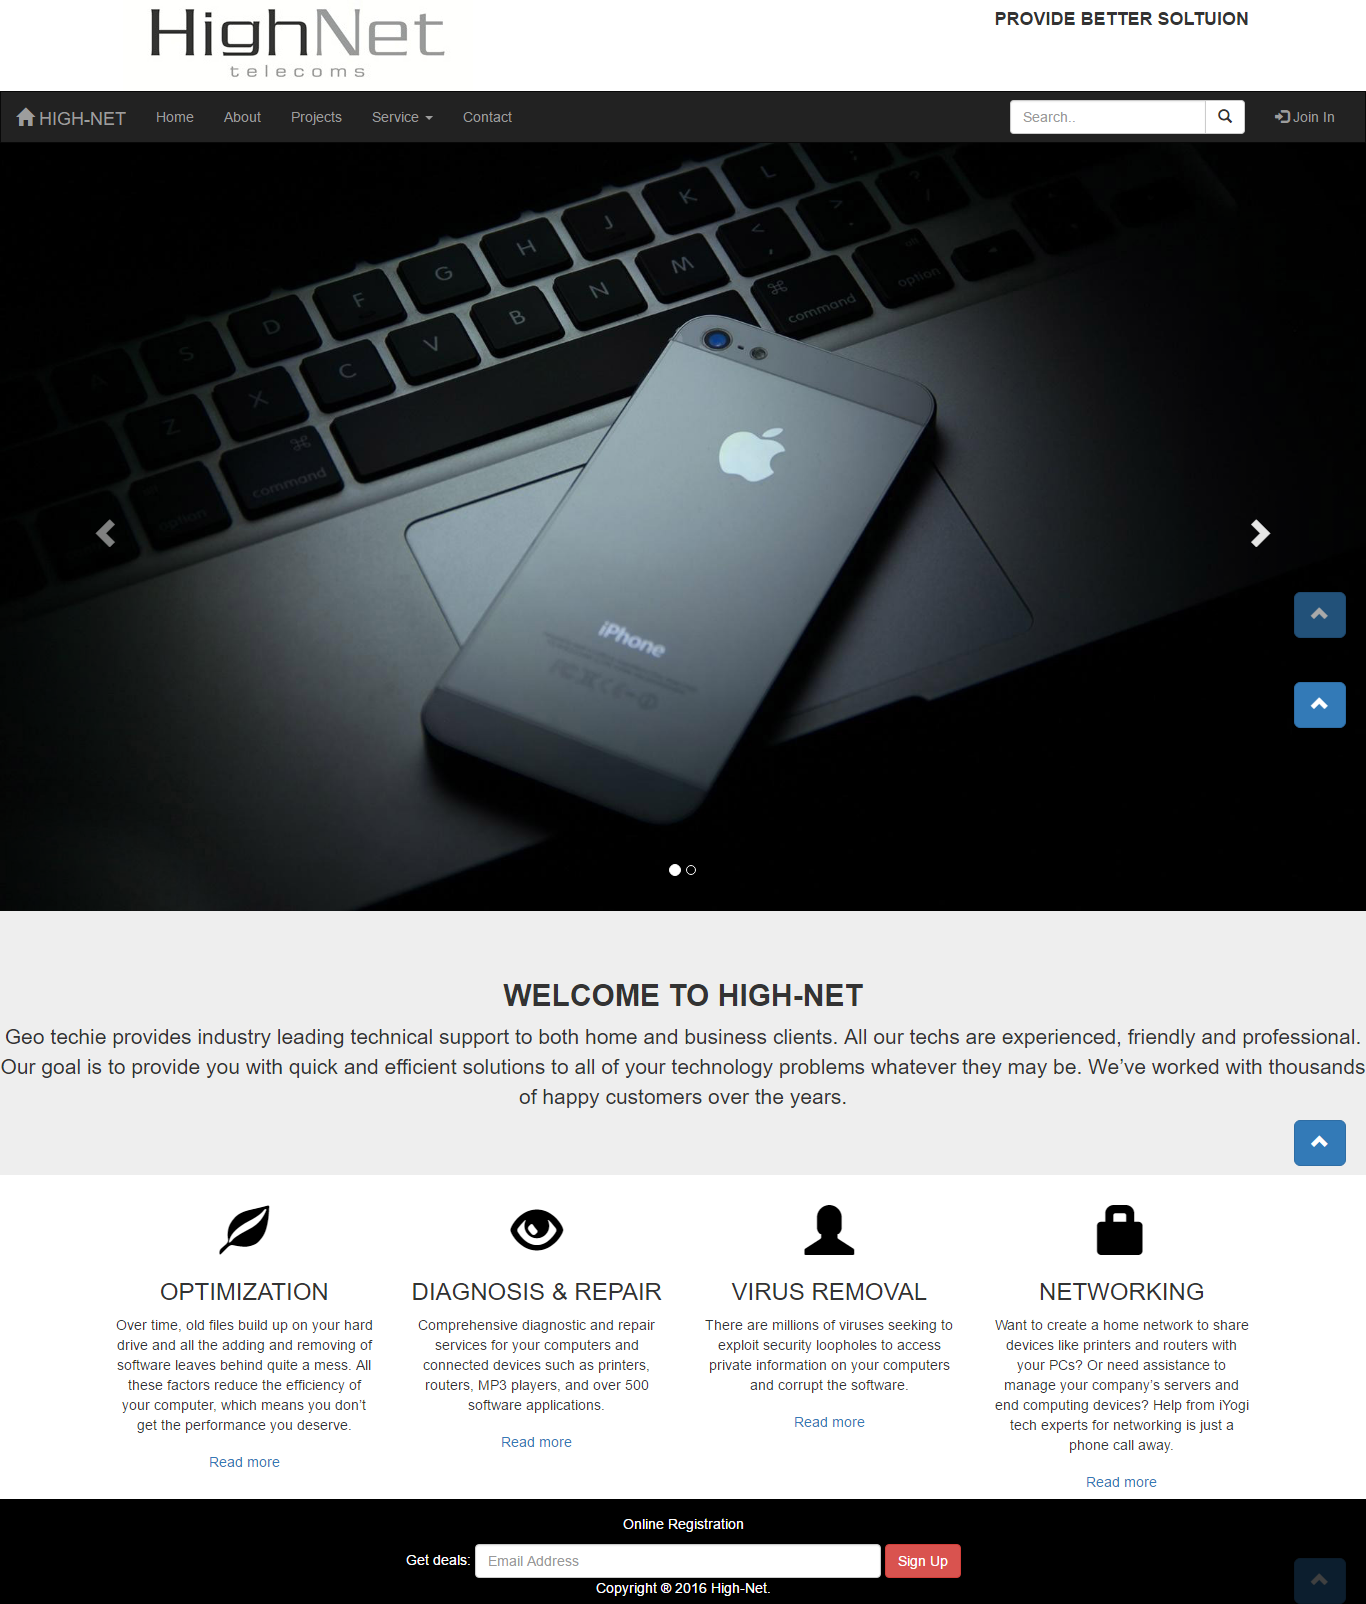 HighNet
telecoms
PROVIDE BETTER SOLTUION
HIGH-NET Home About Projects Service Contact Search.. Join In
L
K
J
H
G
F
D
S
A
< ,
M
N
B
V
C
X
Z
> .
? /
⌘ command
alt option
⌘ command
alt option
iPhone
WELCOME TO HIGH-NET
Geo techie provides industry leading technical support to both home and business clients. All our techs are experienced, friendly and professional.
Our goal is to provide you with quick and efficient solutions to all of your technology problems whatever they may be. We’ve worked with thousands
of happy customers over the years.
OPTIMIZATION
Over time, old files build up on your hard
drive and all the adding and removing of
software leaves behind quite a mess. All
these factors reduce the efficiency of
your computer, which means you don’t
get the performance you deserve.
Read more
DIAGNOSIS & REPAIR
Comprehensive diagnostic and repair
services for your computers and
connected devices such as printers,
routers, MP3 players, and over 500
software applications.
Read more
VIRUS REMOVAL
There are millions of viruses seeking to
exploit security loopholes to access
private information on your computers
and corrupt the software.
Read more
NETWORKING
Want to create a home network to share
devices like printers and routers with
your PCs? Or need assistance to
manage your company’s servers and
end computing devices? Help from iYogi
tech experts for networking is just a
phone call away.
Read more
Online Registration
Get deals: Email Address Sign Up
Copyright ® 2016 High-Net.